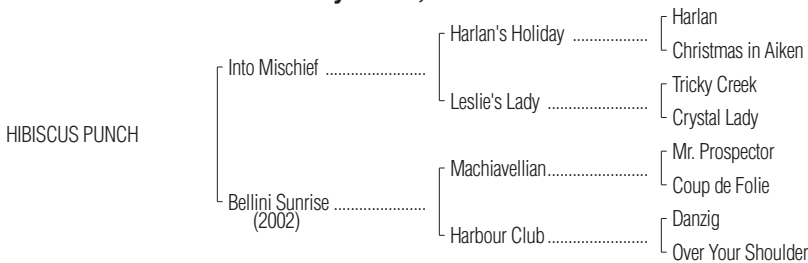 Harlan
Harlan's Holiday ..................
Christmas in Aiken
Into Mischief ........................
Tricky Creek
Leslie's Lady ........................
Crystal Lady
HIBISCUS PUNCH
Mr. Prospector
Machiavellian........................
Coup de Folie
Bellini Sunrise ......................
(2002)
Danzig
Harbour Club ........................
Over Your Shoulder